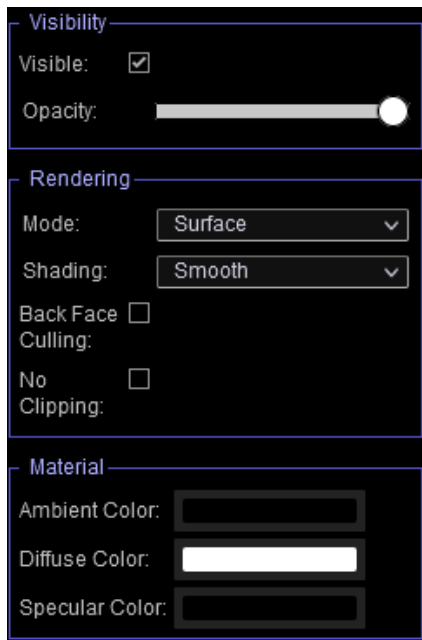 Visibility
Visible:
Opacity:
Rendering
Mode: Surface
Shading: Smooth
Back Face
Culling:
No
Clipping:
Material
Ambient Color:
Diffuse Color:
Specular Color: